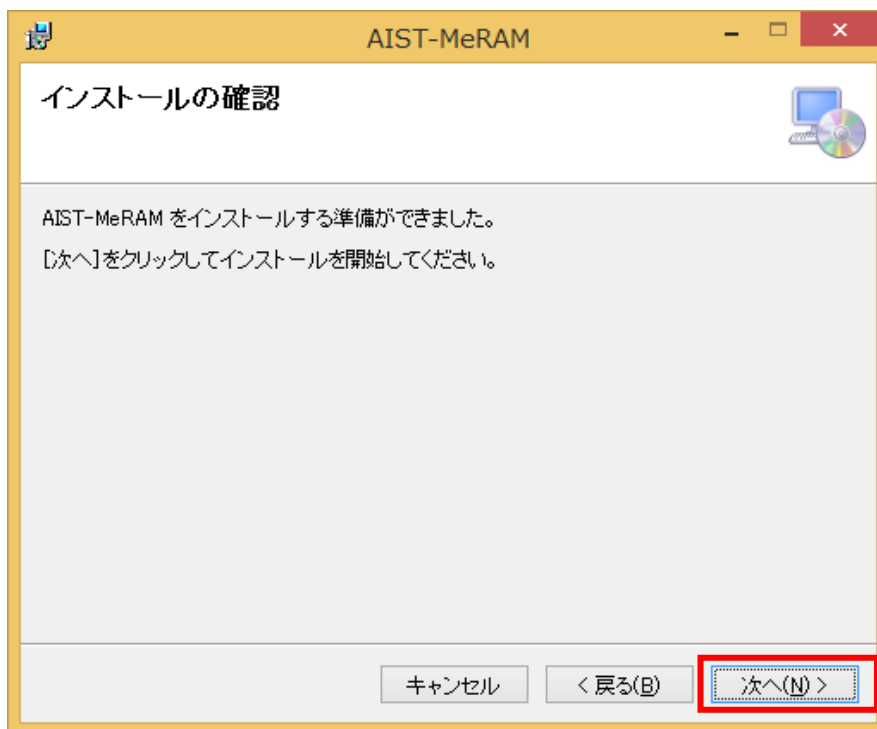 AIST-MeRAM
インストールの確認
AIST-MeRAM をインストールする準備ができました。
[次へ]をクリックしてインストールを開始してください。
キャンセル
< 戻る(B)
次へ(N) >